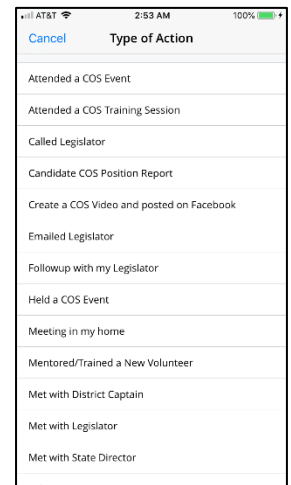 AT&T 2:53 AM 100%
Cancel Type of Action
Attended a COS Event
Attended a COS Training Session
Called Legislator
Candidate COS Position Report
Create a COS Video and posted on Facebook
Emailed Legislator
Followup with my Legislator
Held a COS Event
Meeting in my home
Mentored/Trained a New Volunteer
Met with District Captain
Met with Legislator
Met with State Director